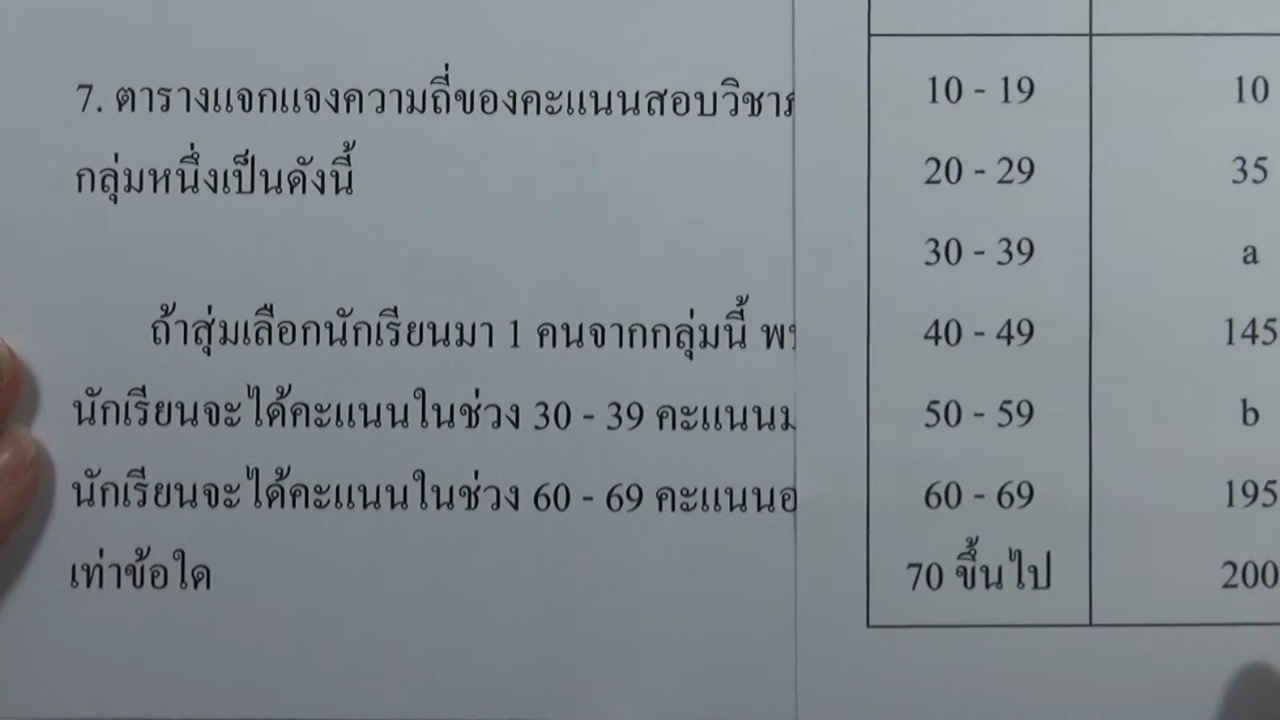 7. ตารางแจกแจงความถี่ของคะแนนสอบ
กลุ่มหนึ่งเป็นดังนี้
ถ้าสุ่มเลือกนักเรียนมา 1 คนจากกลุ่มนี้
นักเรียนจะได้คะแนนในช่วง 30 - 39 คะแนน
นักเรียนจะได้คะแนนในช่วง 60 - 69 คะแนน
เท่าข้อใด
10 - 19 10
20 - 29 35
30 - 39 a
40 - 49 145
50 - 59 b
60 - 69 195
70 ขึ้นไป 200